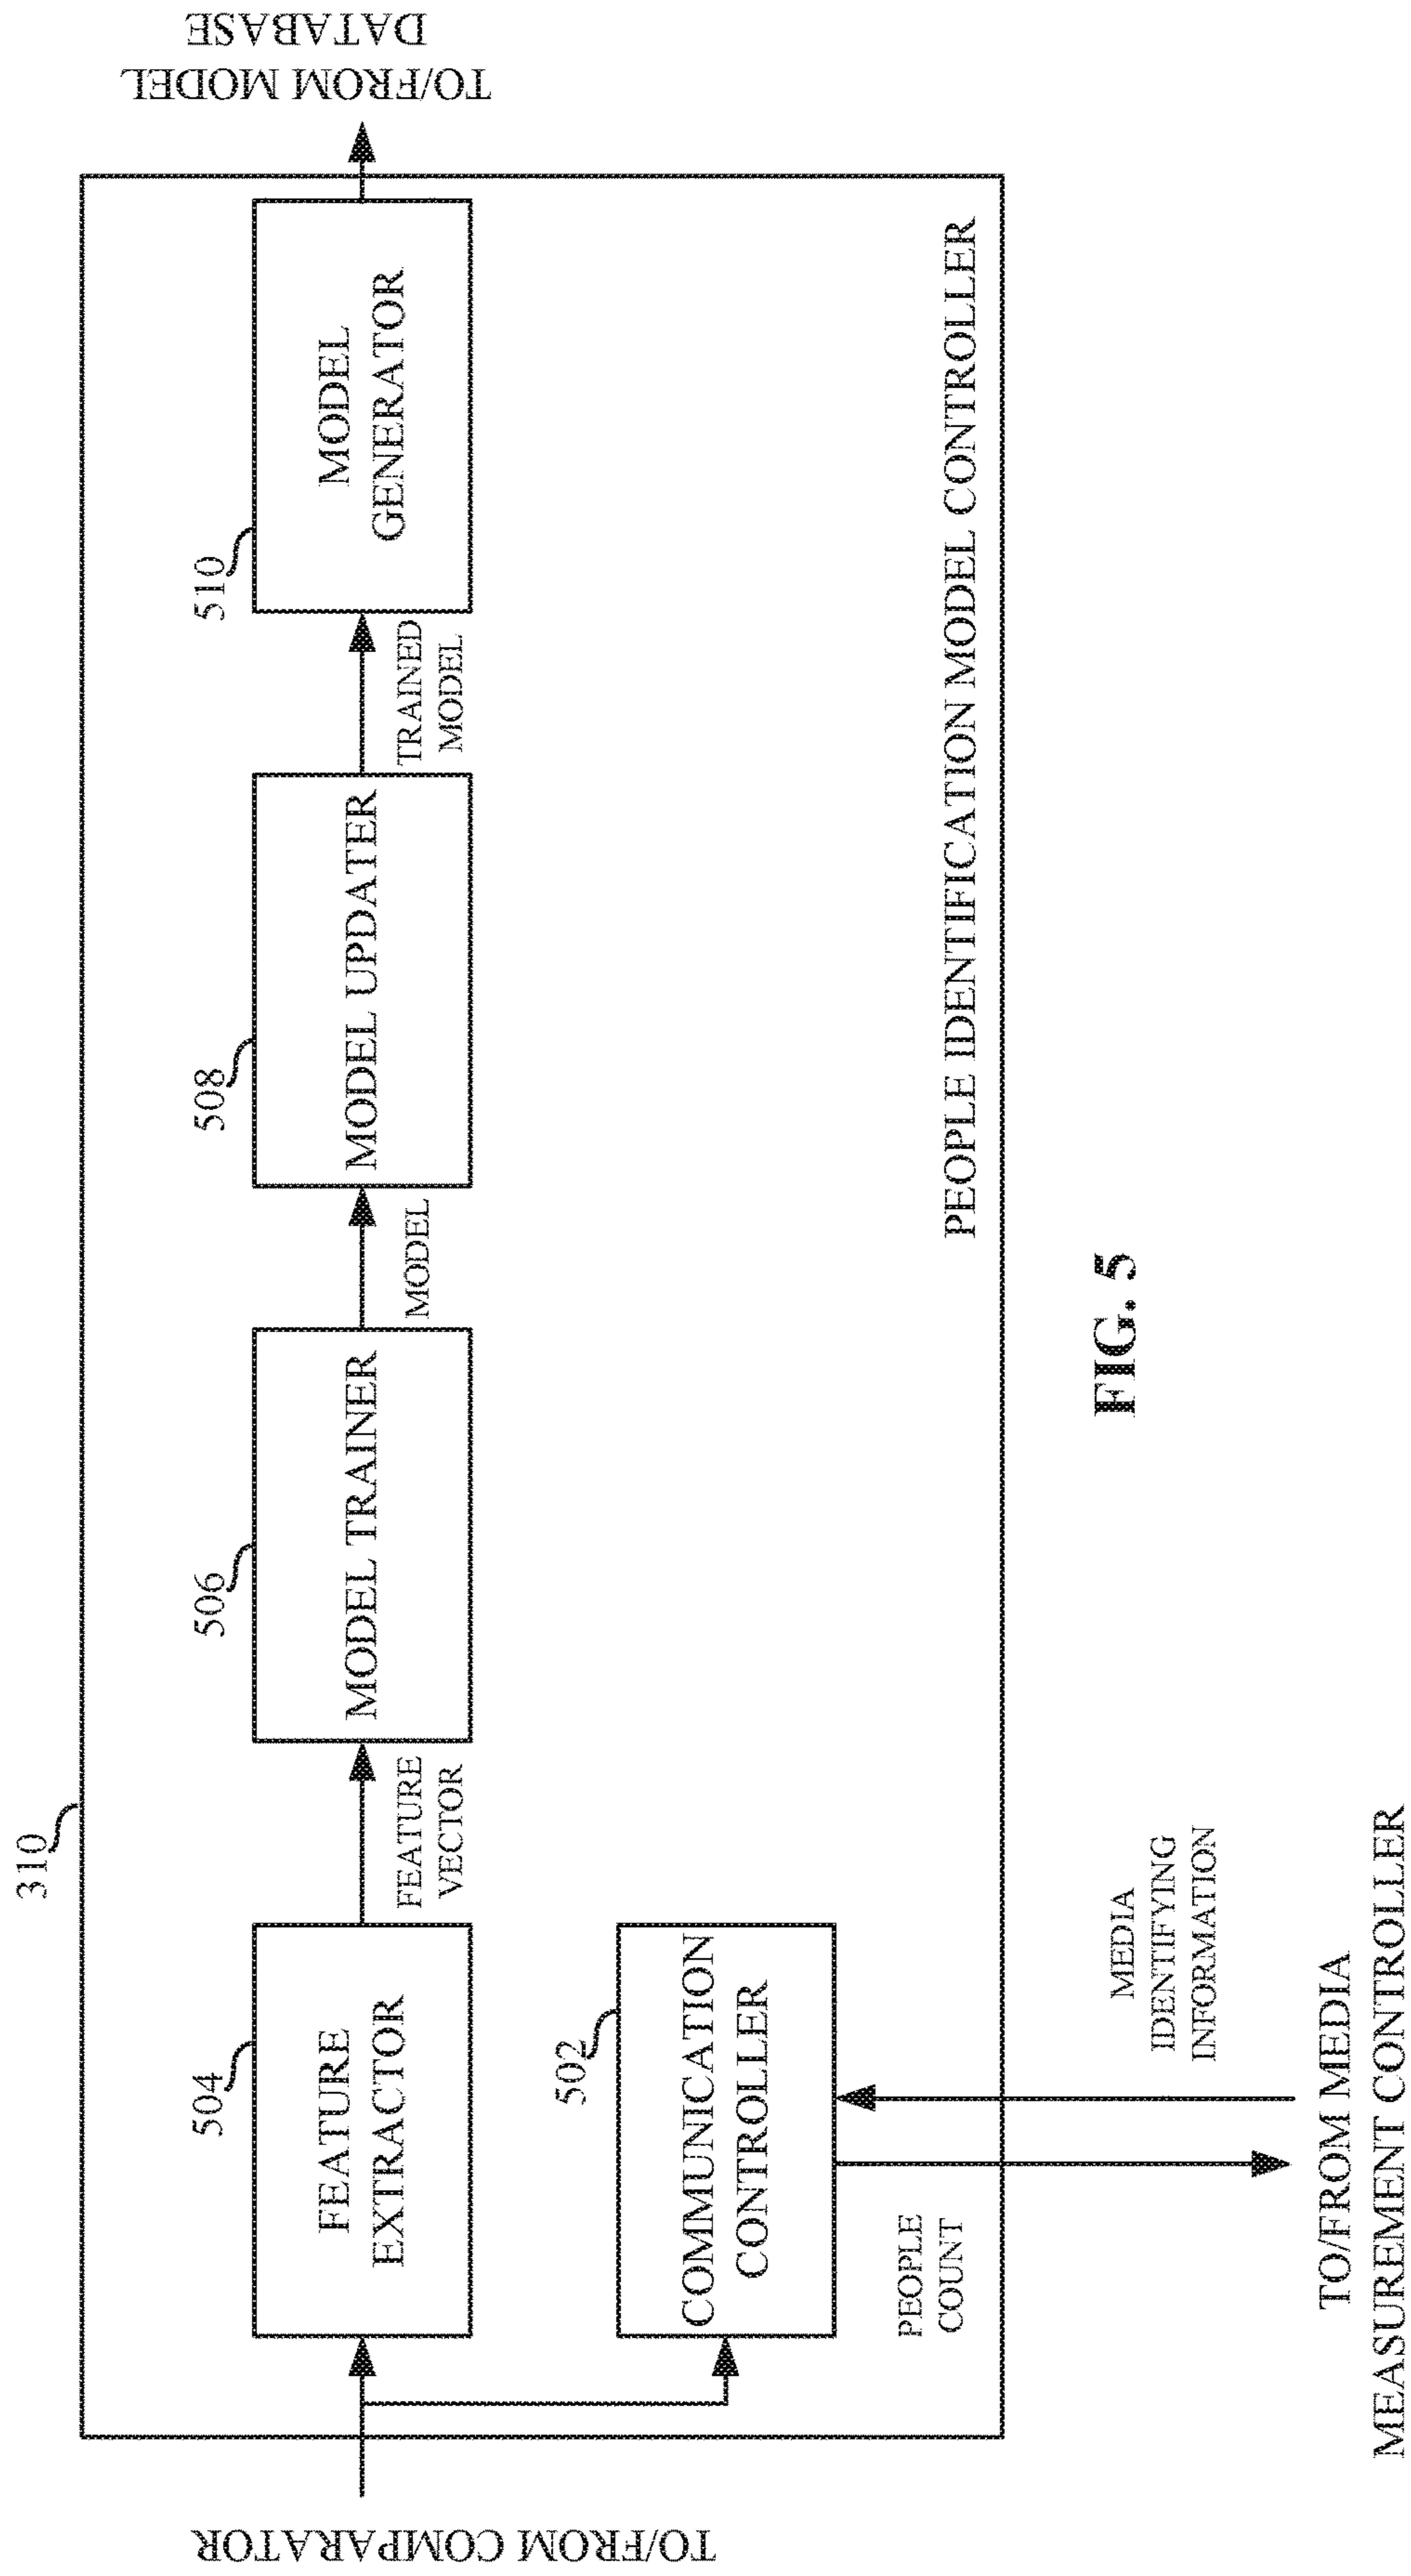 310
TO/FROM COMPARATOR
504
FEATURE
EXTRACTOR
FEATURE
VECTOR
506
MODEL TRAINER
MODEL
508
MODEL UPDATER
TRAINED
MODEL
510
MODEL
GENERATOR
TO/FROM MODEL
DATABASE
502
COMMUNICATION
CONTROLLER
PEOPLE
COUNT
MEDIA
IDENTIFYING
INFORMATION
PEOPLE IDENTIFICATION MODEL CONTROLLER
TO/FROM MEDIA
MEASUREMENT CONTROLLER
FIG. 5